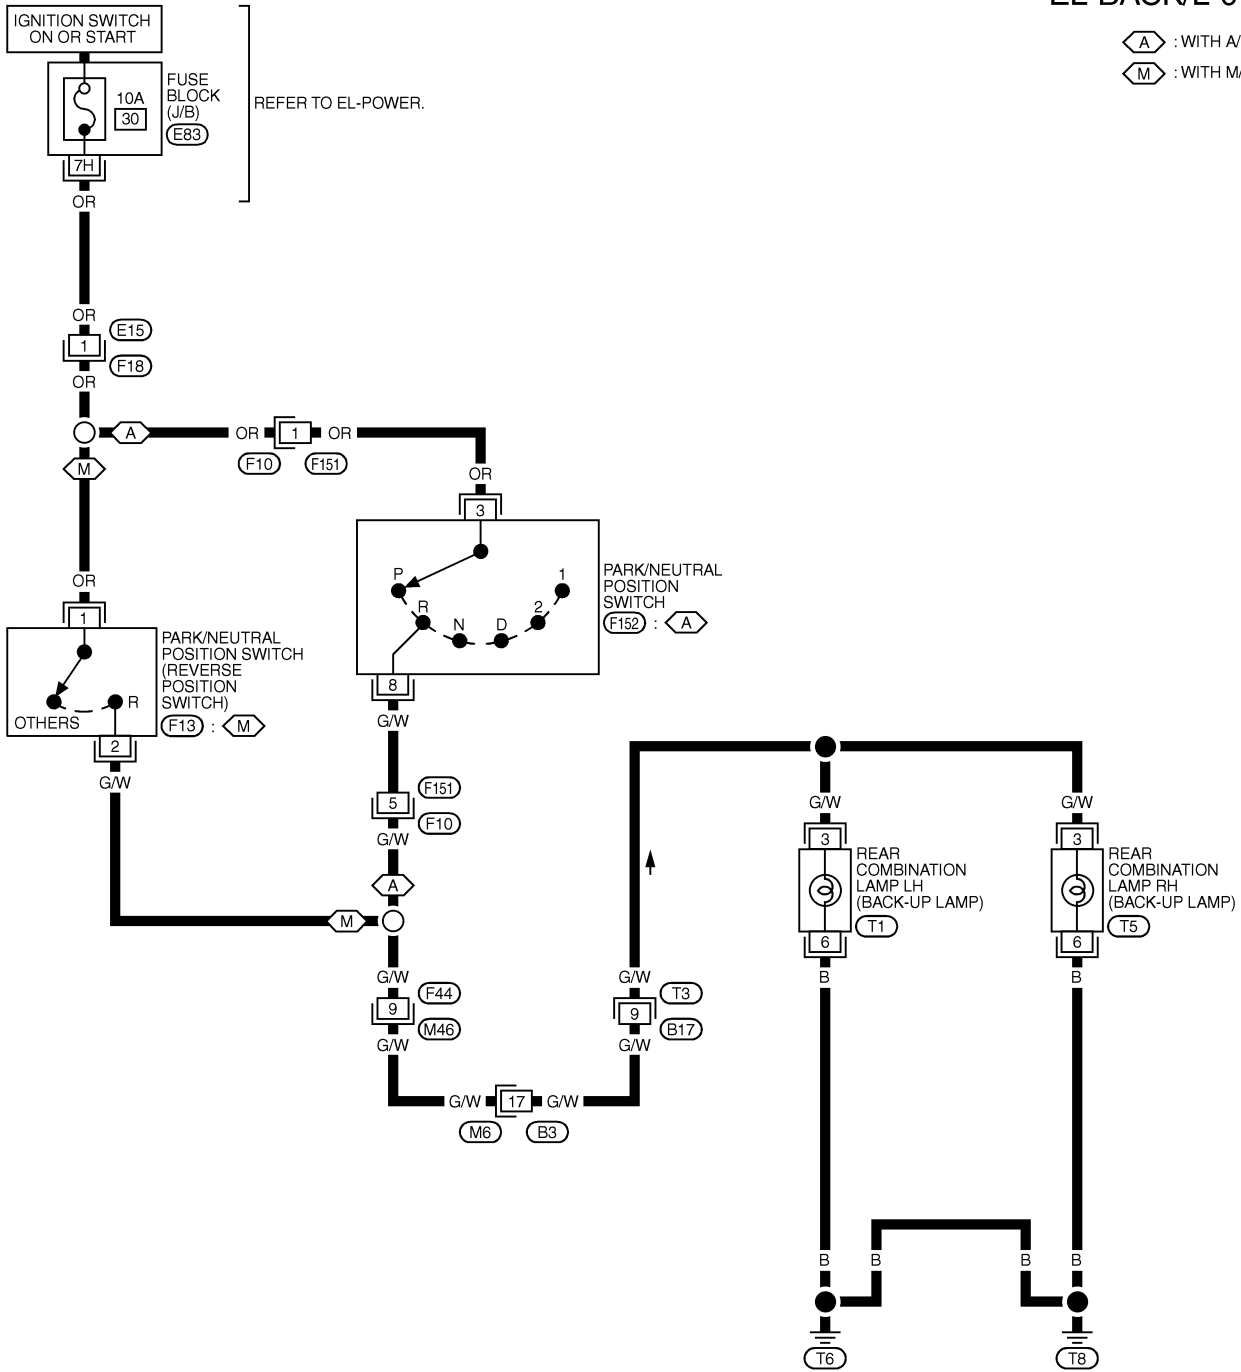 IGNITION SWITCH
ON OR START
: WITH A/
A
: WITH M/
M
FUSE
BLOCK
(J/B)
E83
10A
30
REFER TO EL-POWER.
7H
OR
OR
E15
1
F18
OR
A
OR
1
OR
F10
F151
M
OR
3
P
R
N
D
2
1
PARK/NEUTRAL
POSITION
SWITCH
F152 : A
OR
1
PARK/NEUTRAL
POSITION SWITCH
(REVERSE
POSITION
SWITCH)
F13 : M
R
OTHERS
2
G/W
8
G/W
F151
5
F10
G/W
A
M
G/W
F44
9
M46
G/W
G/W
17
G/W
M6
B3
G/W
T3
9
B17
G/W
G/W
3
REAR
COMBINATION
LAMP LH
(BACK-UP LAMP)
T1
6
B
G/W
3
REAR
COMBINATION
LAMP RH
(BACK-UP LAMP)
T5
6
B
B
B
B
B
T6
T8